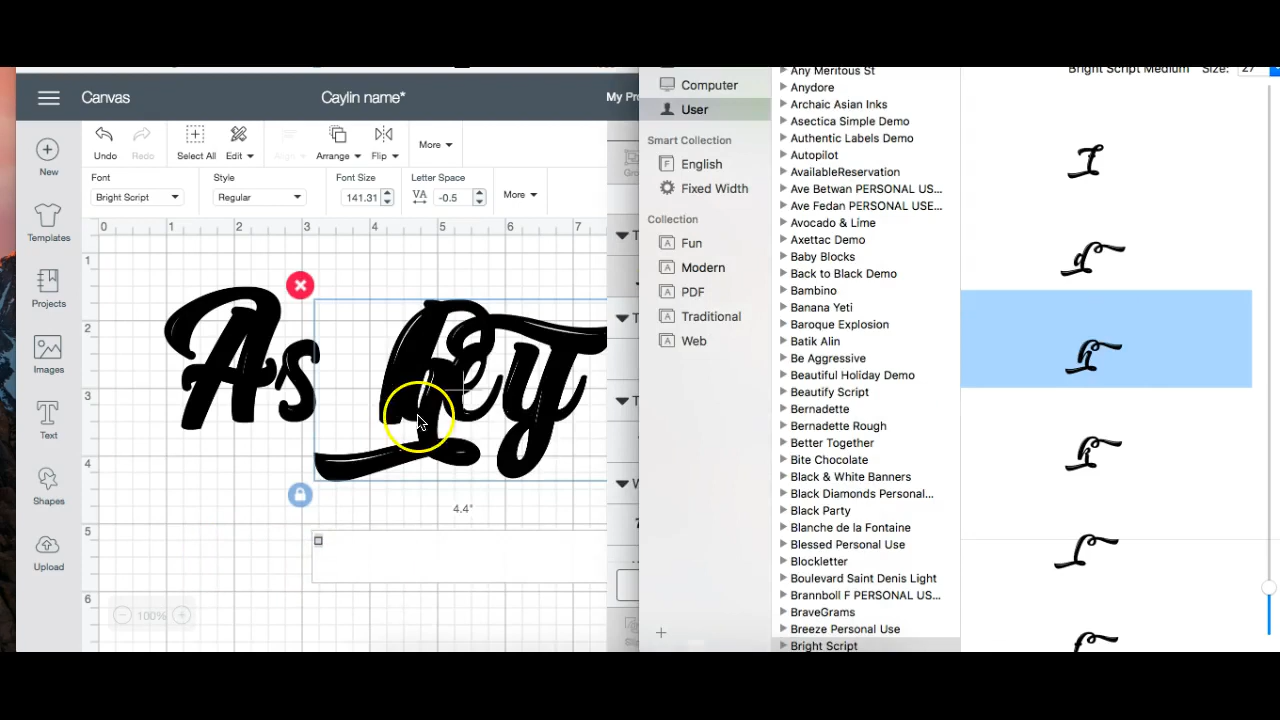 Canvas
Caylin name*
My Pr
Undo
Redo
Select All
Edit
Align
Arrange
Flip
More
Font
Bright Script
Style
Regular
Font Size
141.31
Letter Space
VA
-0.5
More
New
Templates
Projects
Images
Text
Shapes
Upload
0 1 2 3 4 5 6 7
1
2
3
4
5
6
As
ey
4.4"
100%
Computer
User
Smart Collection
English
Fixed Width
Collection
Fun
Modern
PDF
Traditional
Web
Any Meritous St
Anydore
Archaic Asian Inks
Asectica Simple Demo
Authentic Labels Demo
Autopilot
AvailableReservation
Ave Betwan PERSONAL US...
Ave Fedan PERSONAL USE...
Avocado & Lime
Axettac Demo
Baby Blocks
Back to Black Demo
Bambino
Banana Yeti
Baroque Explosion
Batik Alin
Be Aggressive
Beautiful Holiday Demo
Beautify Script
Bernadette
Bernadette Rough
Better Together
Bite Chocolate
Black & White Banners
Black Diamonds Personal...
Black Party
Blanche de la Fontaine
Blessed Personal Use
Blockletter
Boulevard Saint Denis Light
Brannboll F PERSONAL US...
BraveGrams
Breeze Personal Use
Bright Script
Bright Script Medium
Size: 27